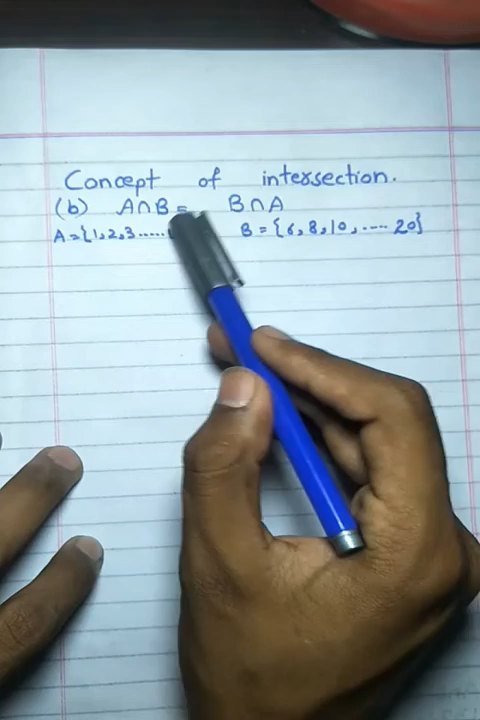 Concept of intersection.
(b) A∩B = B∩A
A = {1,2,3..... B = {6,8,10,.... 20}